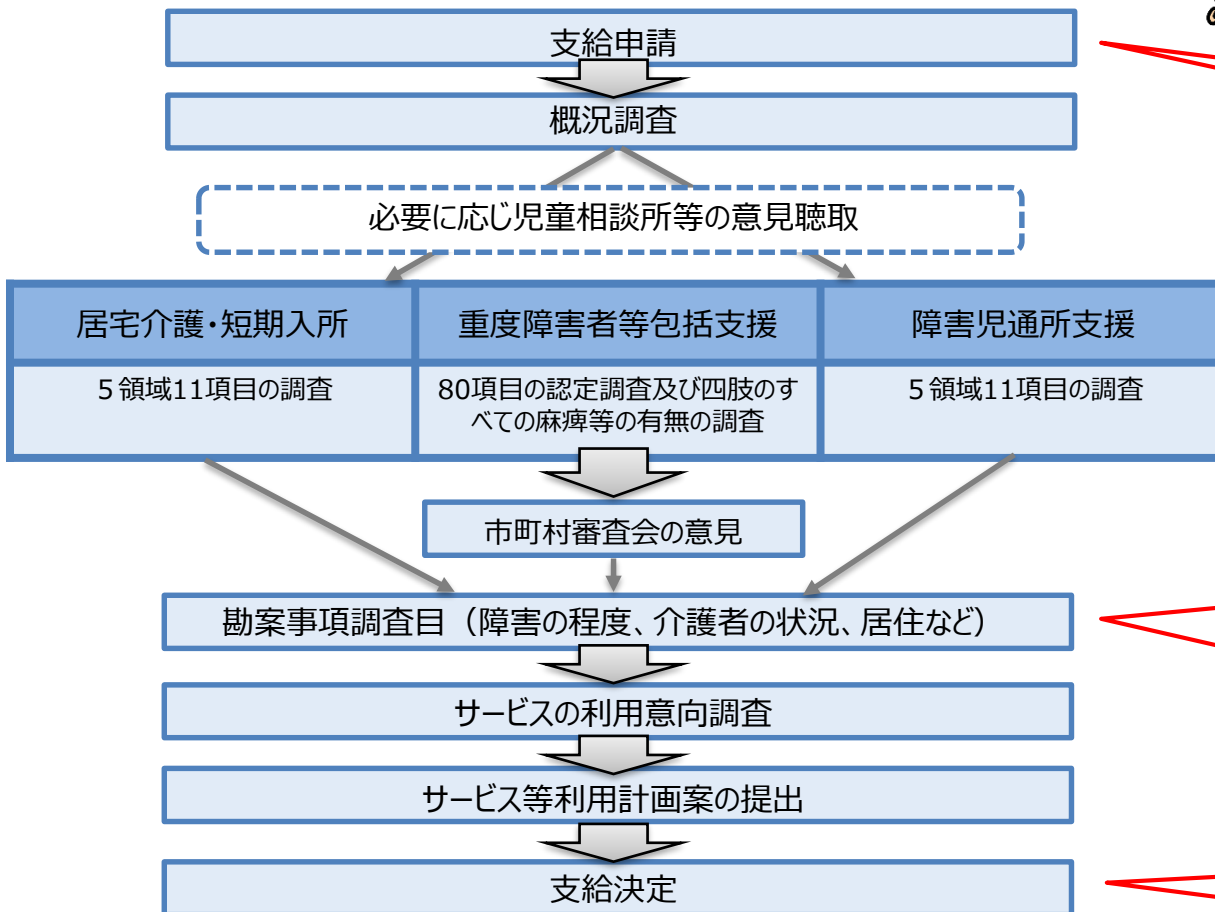 支給申請
概況調査
必要に応じ児童相談所等の意見聴取
居宅介護・短期入所
重度障害者等包括支援
障害児通所支援
5領域11項目の調査
80項目の認定調査及び四肢のす
べての麻痺等の有無の調査
5領域11項目の調査
市町村審査会の意見
勘案事項調査目（障害の程度、介護者の状況、居住など）
サービスの利用意向調査
サービス等利用計画案の提出
支給決定